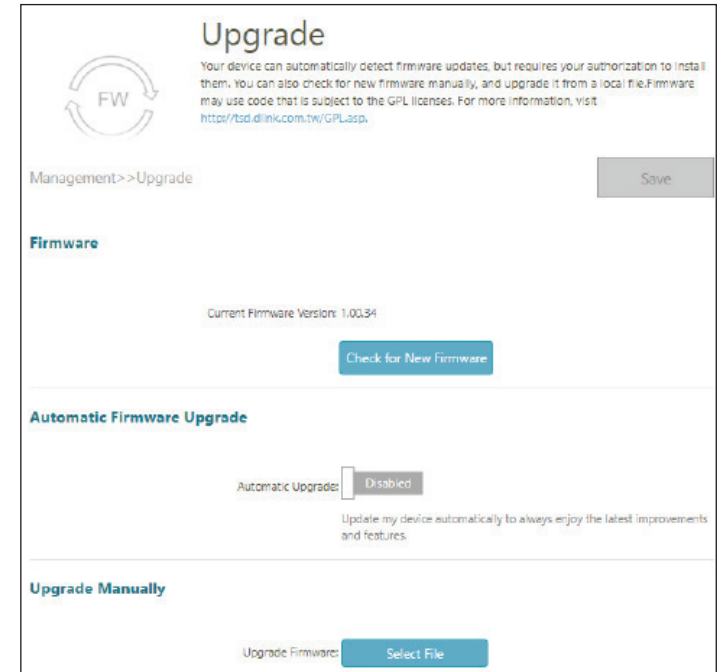 Upgrade
Your device can automatically detect firmware updates, but requires your authorization to install
them. You can also check for new firmware manually, and upgrade it from a local file.Firmware
may use code that is subject to the GPL licenses. For more information, visit
http://tsd.dlink.com.tw/GPL.asp.
FW
Management>>Upgrade
Save
Firmware
Current Firmware Version: 1.00.34
Check for New Firmware
Automatic Firmware Upgrade
Automatic Upgrade: Disabled
Update my device automatically to always enjoy the latest improvements
and features.
Upgrade Manually
Upgrade Firmware: Select File